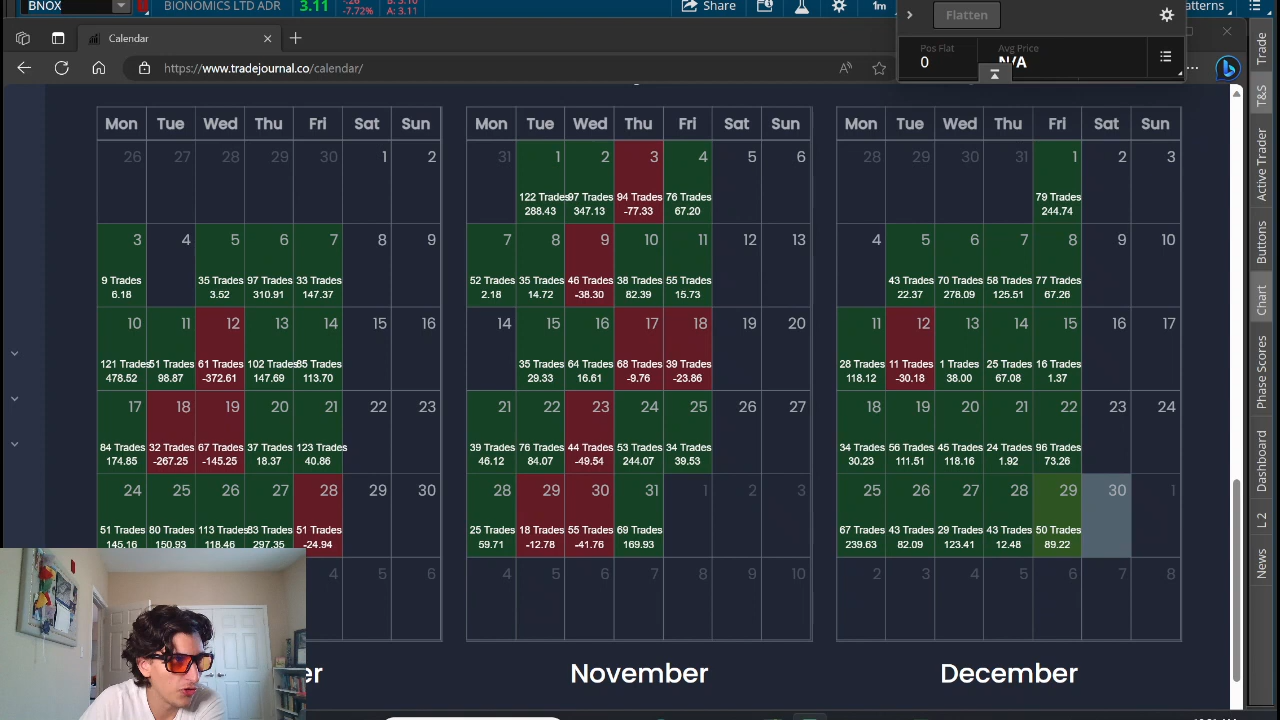 BNOX
BIONOMICS LTD ADR
3.11
-7.72%
A: 3.11
Share
1m
Flatten
Pos Flat
0
Avg Price
N/A
Calendar
https://www.tradejournal.co/calendar/
Trade
T&S
Active Trader
Buttons
Chart
Phase Scores
Dashboard
L 2
News
Mon Tue Wed Thu Fri Sat Sun
26 27 28 29 30 1 2
3 4 5 6 7 8 9
9 Trades 35 Trades 97 Trades 33 Trades
6.18 3.52 310.91 147.37
10 11 12 13 14 15 16
121 Trades 51 Trades 61 Trades 102 Trades 85 Trades
478.52 98.87 -372.61 147.69 113.70
17 18 19 20 21 22 23
84 Trades 32 Trades 67 Trades 37 Trades 123 Trades
174.85 -267.25 -145.25 18.37 40.86
24 25 26 27 28 29 30
51 Trades 80 Trades 113 Trades 83 Trades 51 Trades
145.16 150.93 118.46 297.35 -24.94
4 5 6
er
Mon Tue Wed Thu Fri Sat Sun
31 1 2 3 4 5 6
122 Trades 97 Trades 94 Trades 76 Trades
288.43 347.13 -77.33 67.20
7 8 9 10 11 12 13
52 Trades 35 Trades 46 Trades 38 Trades 55 Trades
2.18 14.72 -38.30 82.39 15.73
14 15 16 17 18 19 20
35 Trades 64 Trades 68 Trades 39 Trades
29.33 16.61 -9.76 -23.86
21 22 23 24 25 26 27
39 Trades 76 Trades 44 Trades 53 Trades 34 Trades
46.12 84.07 -49.54 244.07 39.53
28 29 30 31 1 2 3
25 Trades 18 Trades 55 Trades 69 Trades
59.71 -12.78 -41.76 169.93
4 5 6 7 8 9 10
November
Mon Tue Wed Thu Fri Sat Sun
28 29 30 31 1 2 3
79 Trades
244.74
4 5 6 7 8 9 10
43 Trades 70 Trades 58 Trades 77 Trades
22.37 278.09 125.51 67.26
11 12 13 14 15 16 17
28 Trades 11 Trades 1 Trades 25 Trades 16 Trades
118.12 -30.18 38.00 67.08 1.37
18 19 20 21 22 23 24
34 Trades 56 Trades 45 Trades 24 Trades 96 Trades
30.23 111.51 118.16 1.92 73.26
25 26 27 28 29 30 1
67 Trades 43 Trades 29 Trades 43 Trades 50 Trades
239.63 82.09 123.41 12.48 89.22
2 3 4 5 6 7 8
December